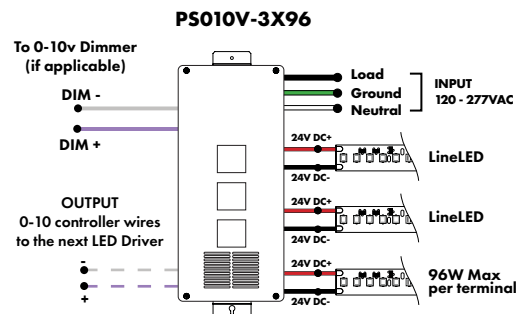 PS010V-3X96
To 0-10v Dimmer
(if applicable)
DIM -
DIM +
OUTPUT
0-10 controller wires
to the next LED Driver
-
+
Load
Ground
Neutral
INPUT
120 - 277VAC
24V DC+
24V DC-
LineLED
24V DC+
24V DC-
LineLED
24V DC+
24V DC-
96W Max
per terminal